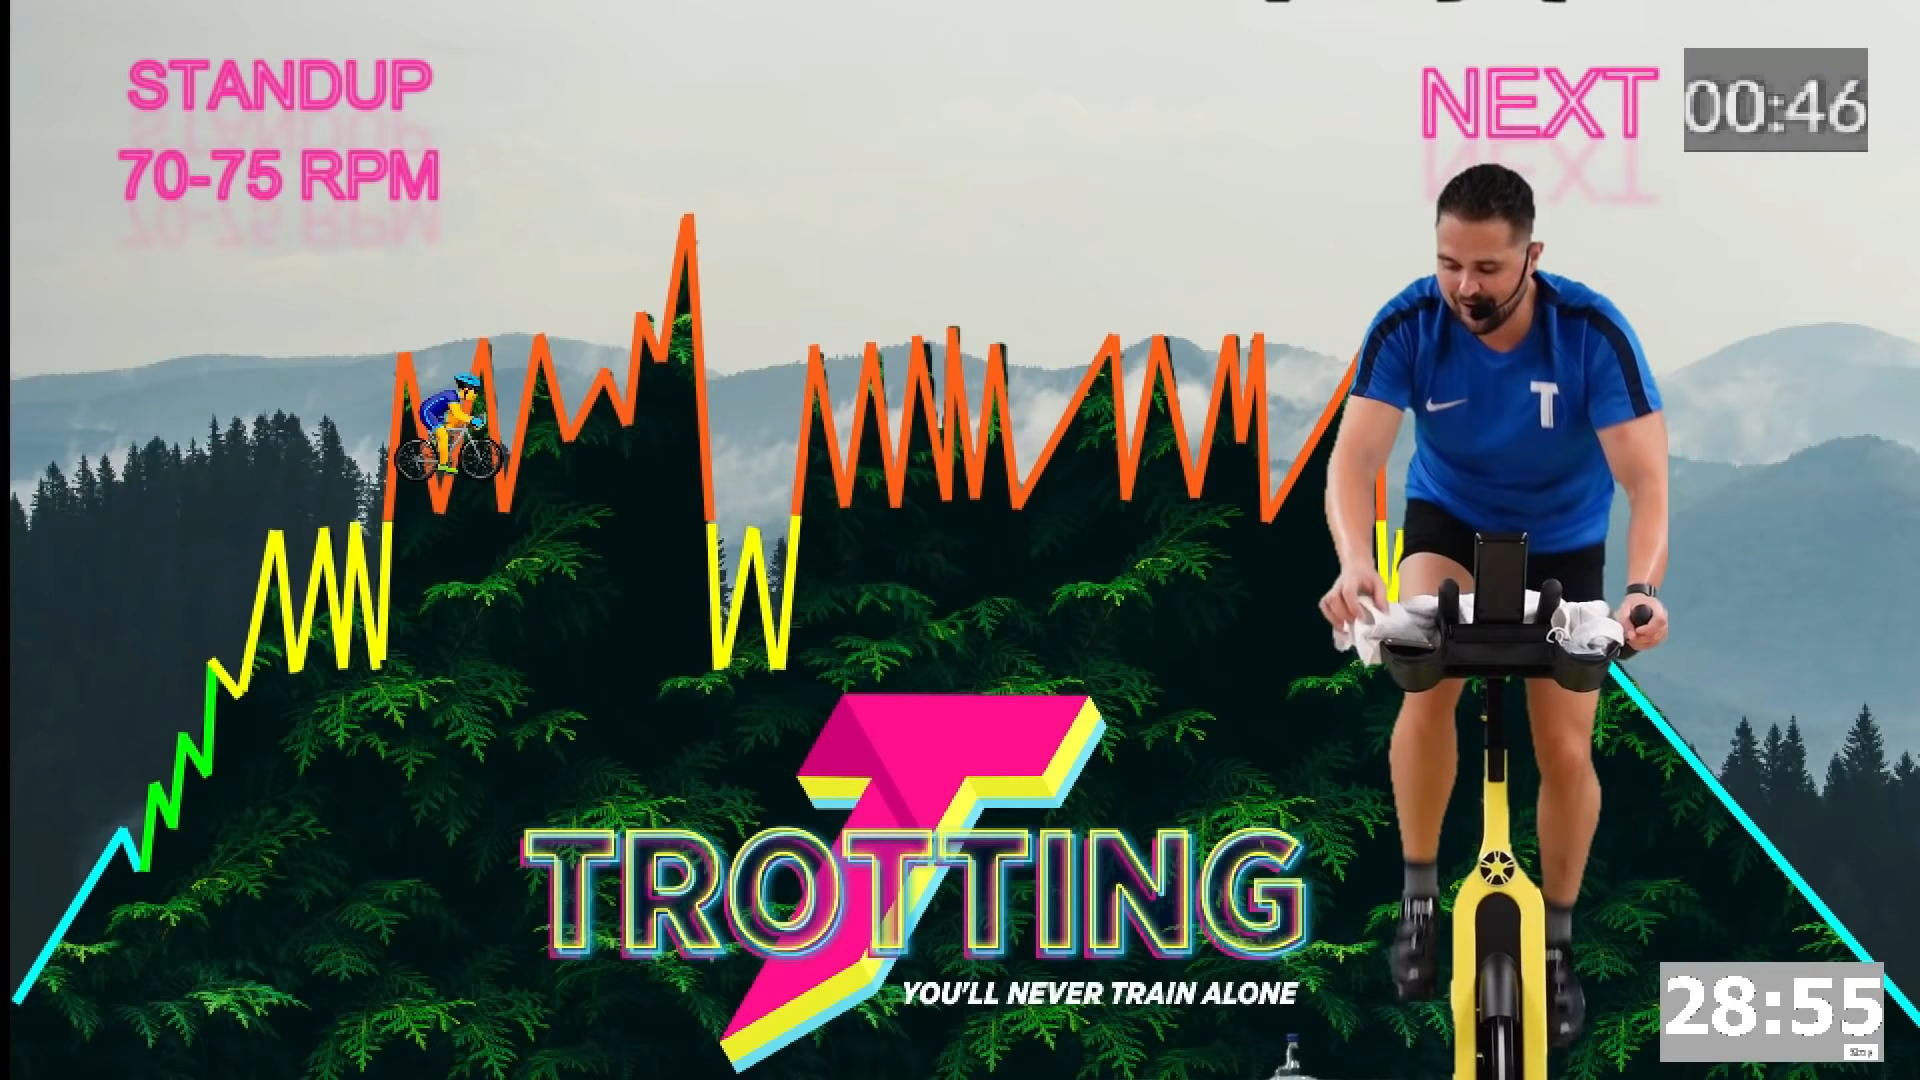 STANDUP
70-75 RPM
NEXT
00:46
T
TROTTING
YOU'LL NEVER TRAIN ALONE
28:55